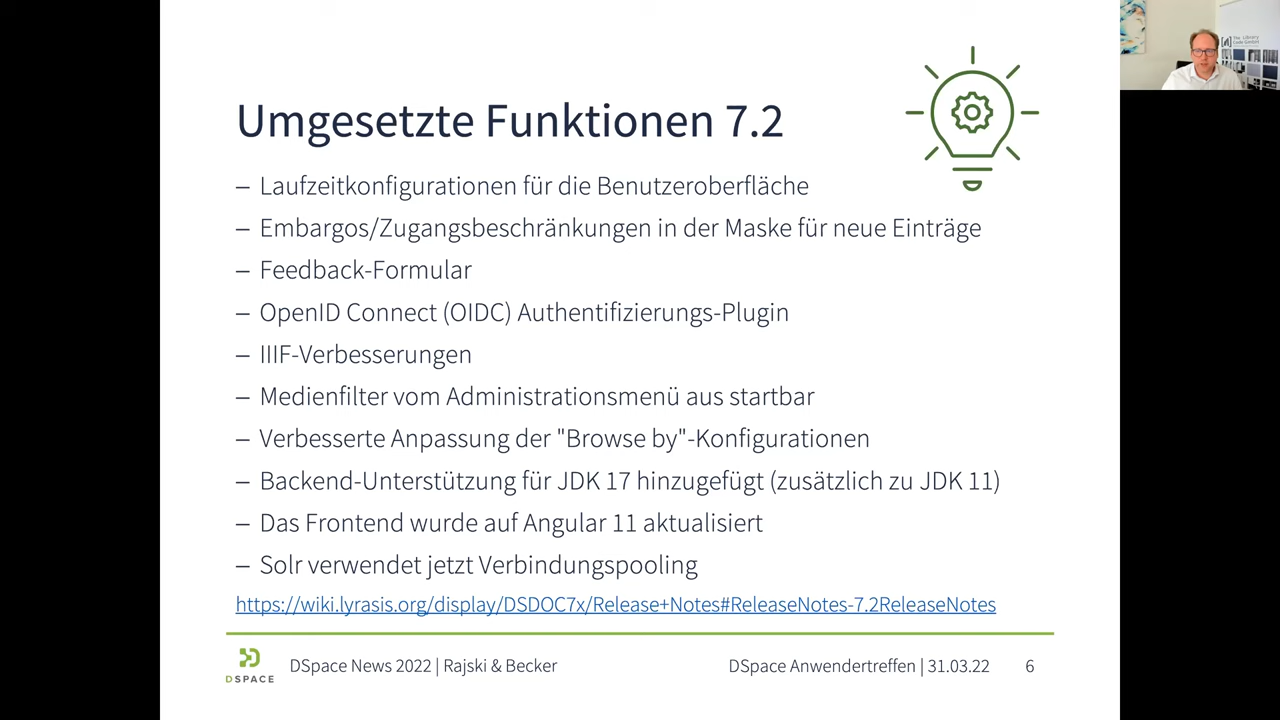 Umgesetzte Funktionen 7.2
– Laufzeitkonfigurationen für die Benutzeroberfläche
– Embargos/Zugangsbeschränkungen in der Maske für neue Einträge
– Feedback-Formular
– OpenID Connect (OIDC) Authentifizierungs-Plugin
– IIIF-Verbesserungen
– Medienfilter vom Administrationsmenü aus startbar
– Verbesserte Anpassung der "Browse by"-Konfigurationen
– Backend-Unterstützung für JDK 17 hinzugefügt (zusätzlich zu JDK 11)
– Das Frontend wurde auf Angular 11 aktualisiert
– Solr verwendet jetzt Verbindungspooling
https://wiki.lyrasis.org/display/DSDOC7x/Release+Notes#ReleaseNotes-7.2ReleaseNotes
DSPACE
DSpace News 2022 | Rajski & Becker
DSpace Anwendertreffen | 31.03.22
6
The Library
Code GmbH